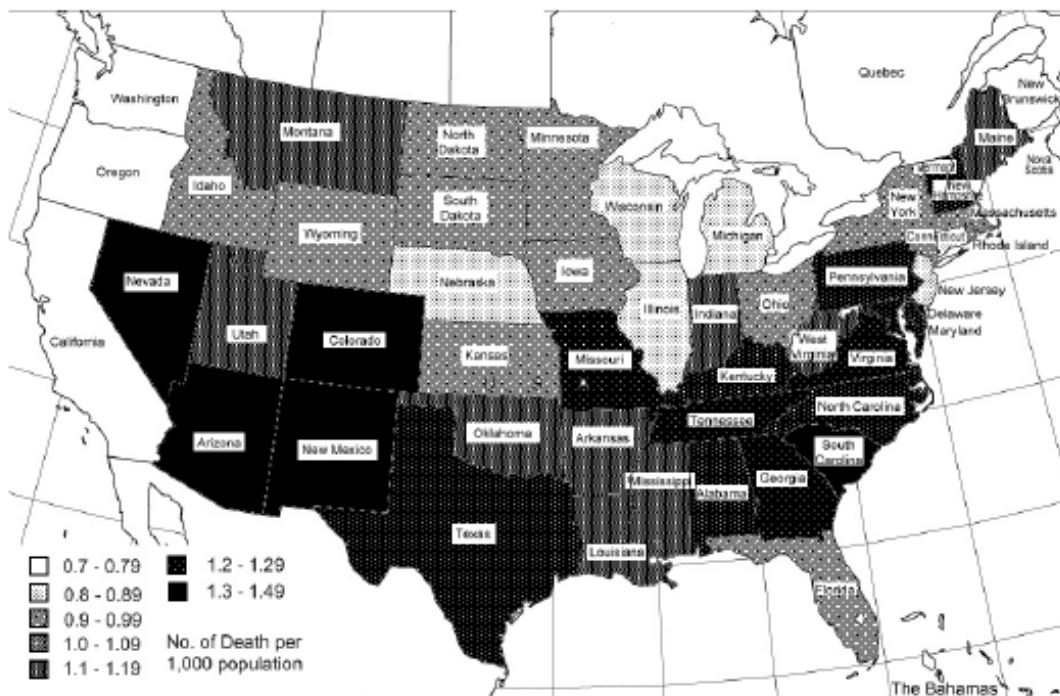 Quebec
New
Brunswick
Washington
Montana
North
Dakota
Minnesota
Maine
Nova
Scotia
Oregon
Idaho
South
Dakota
Wisconsin
Michigan
Vermont
New
New
York
Massachusetts
Connecticut
Rhode Island
Wyoming
Nevada
Nebraska
Iowa
Pennsylvania
New Jersey
Illinois
Indiana
Ohio
Delaware
Maryland
California
Utah
Colorado
Kansas
Missouri
West
Virginia
Virginia
Kentucky
North Carolina
Tennessee
Arizona
New Mexico
Oklahoma
Arkansas
South
Carolina
Mississippi
Alabama
Georgia
Texas
Louisiana
Florida
0.7 - 0.79
0.8 - 0.89
0.9 - 0.99
1.0 - 1.09
1.1 - 1.19
1.2 - 1.29
1.3 - 1.49
No. of Death per
1,000 population
The Bahamas